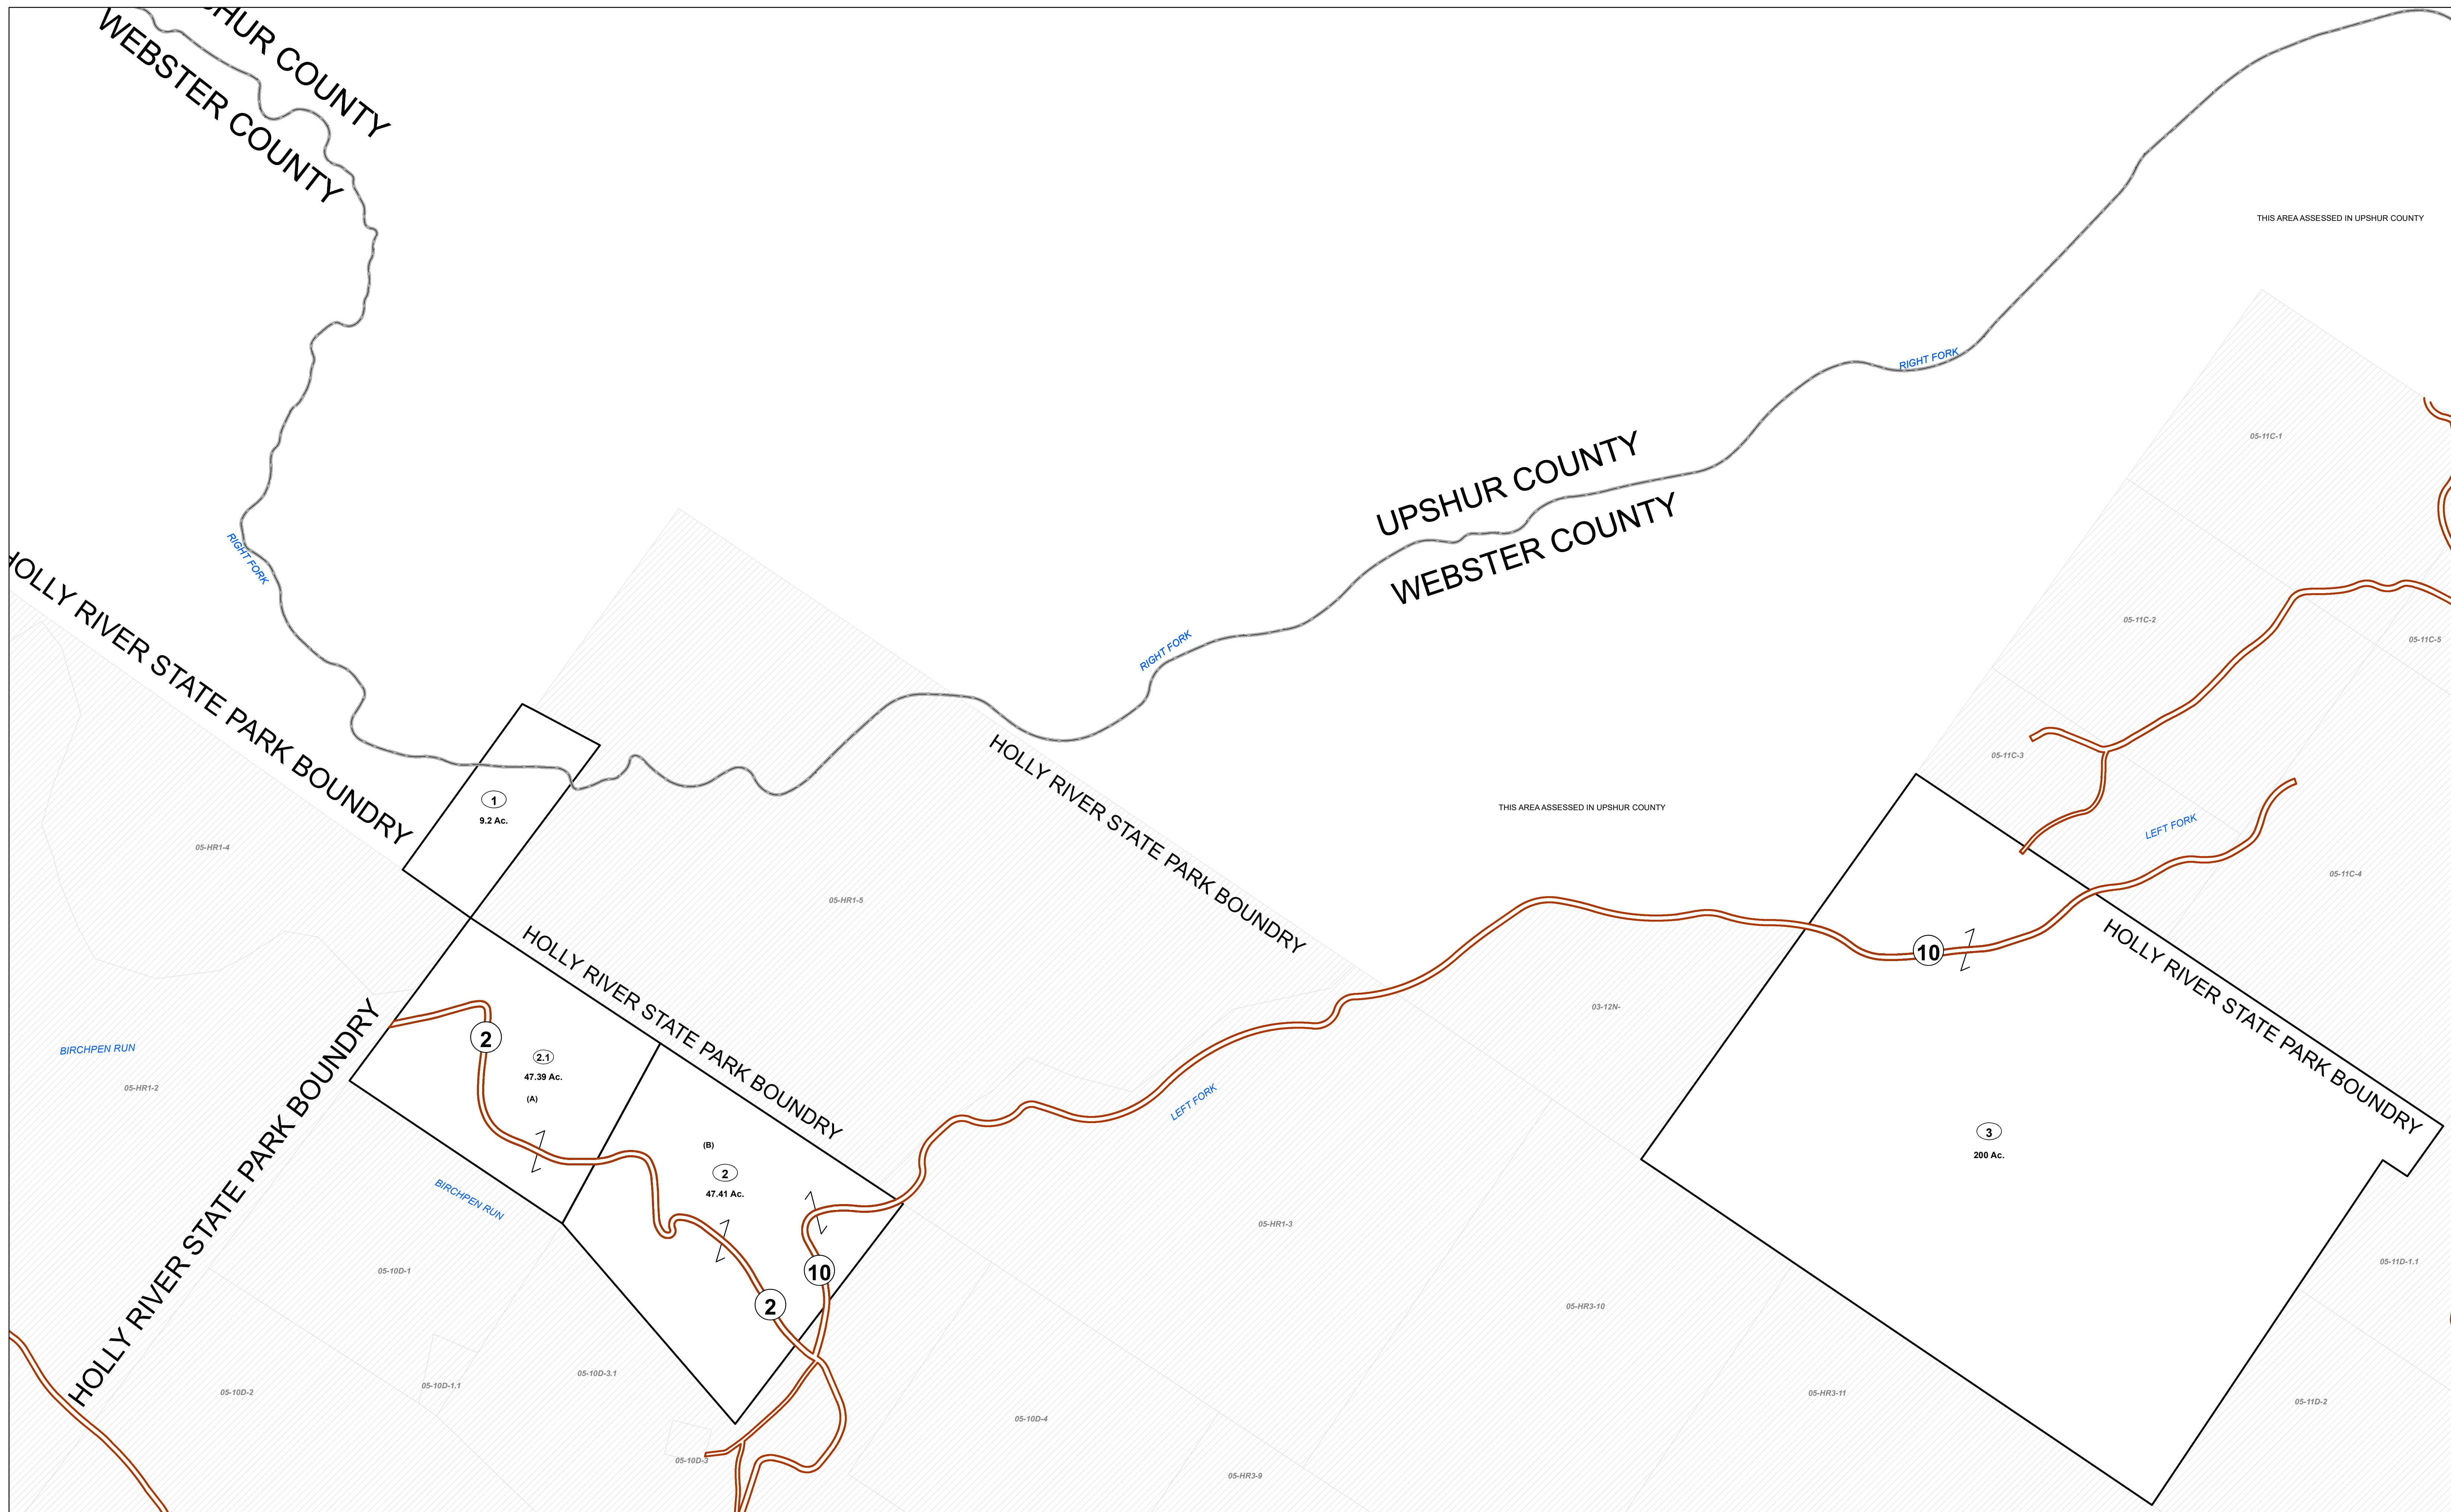 HUR COUNTY
WEBSTER COUNTY
THIS AREA ASSESSED IN UPSHUR COUNTY
RIGHT FORK
05-11C-1
UPSHUR COUNTY
WEBSTER COUNTY
RIGHT FORK
HOLLY RIVER STATE PARK BOUNDRY
RIGHT FORK
05-11C-2
05-11C-5
05-11C-3
HOLLY RIVER STATE PARK BOUNDRY
1
9.2 Ac.
THIS AREA ASSESSED IN UPSHUR COUNTY
LEFT FORK
05-HR1-4
05-11C-4
05-HR1-5
HOLLY RIVER STATE PARK BOUNDRY
10
HOLLY RIVER STATE PARK BOUNDRY
03-12N-
2
BIRCHPEN RUN
2.1
47.39 Ac.
(A)
05-HR1-2
LEFT FORK
HOLLY RIVER STATE PARK BOUNDRY
(B)
2
47.41 Ac.
3
200 Ac.
BIRCHPEN RUN
05-HR1-3
05-10D-1
10
2
05-11D-1.1
05-HR3-10
05-10D-3.1
05-10D-1.1
05-10D-2
05-HR3-11
05-11D-2
05-10D-4
05-10D-3
05-HR3-9